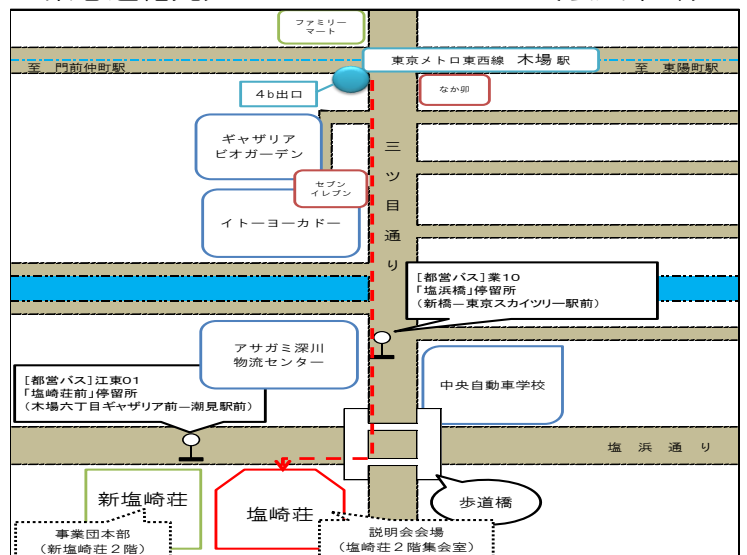 ファミリー
マート
東京メトロ東西線 木場駅
至 門前仲町駅
至 東陽町駅
4b出口
なか卯
ギャザリア
ビオガーデン
三ツ目通り
セブン
イレブン
イトーヨーカドー
[都営バス]業10
「塩浜橋」停留所
(新橋―東京スカイツリー駅前)
アサガミ深川
物流センター
中央自動車学校
[都営バス]江東01
「塩崎荘前」停留所
(木場六丁目ギャザリア前―潮見駅前)
塩浜通り
新塩崎荘
塩崎荘
歩道橋
事業団本部
(新塩崎荘2階)
説明会会場
(塩崎荘2階集会室)